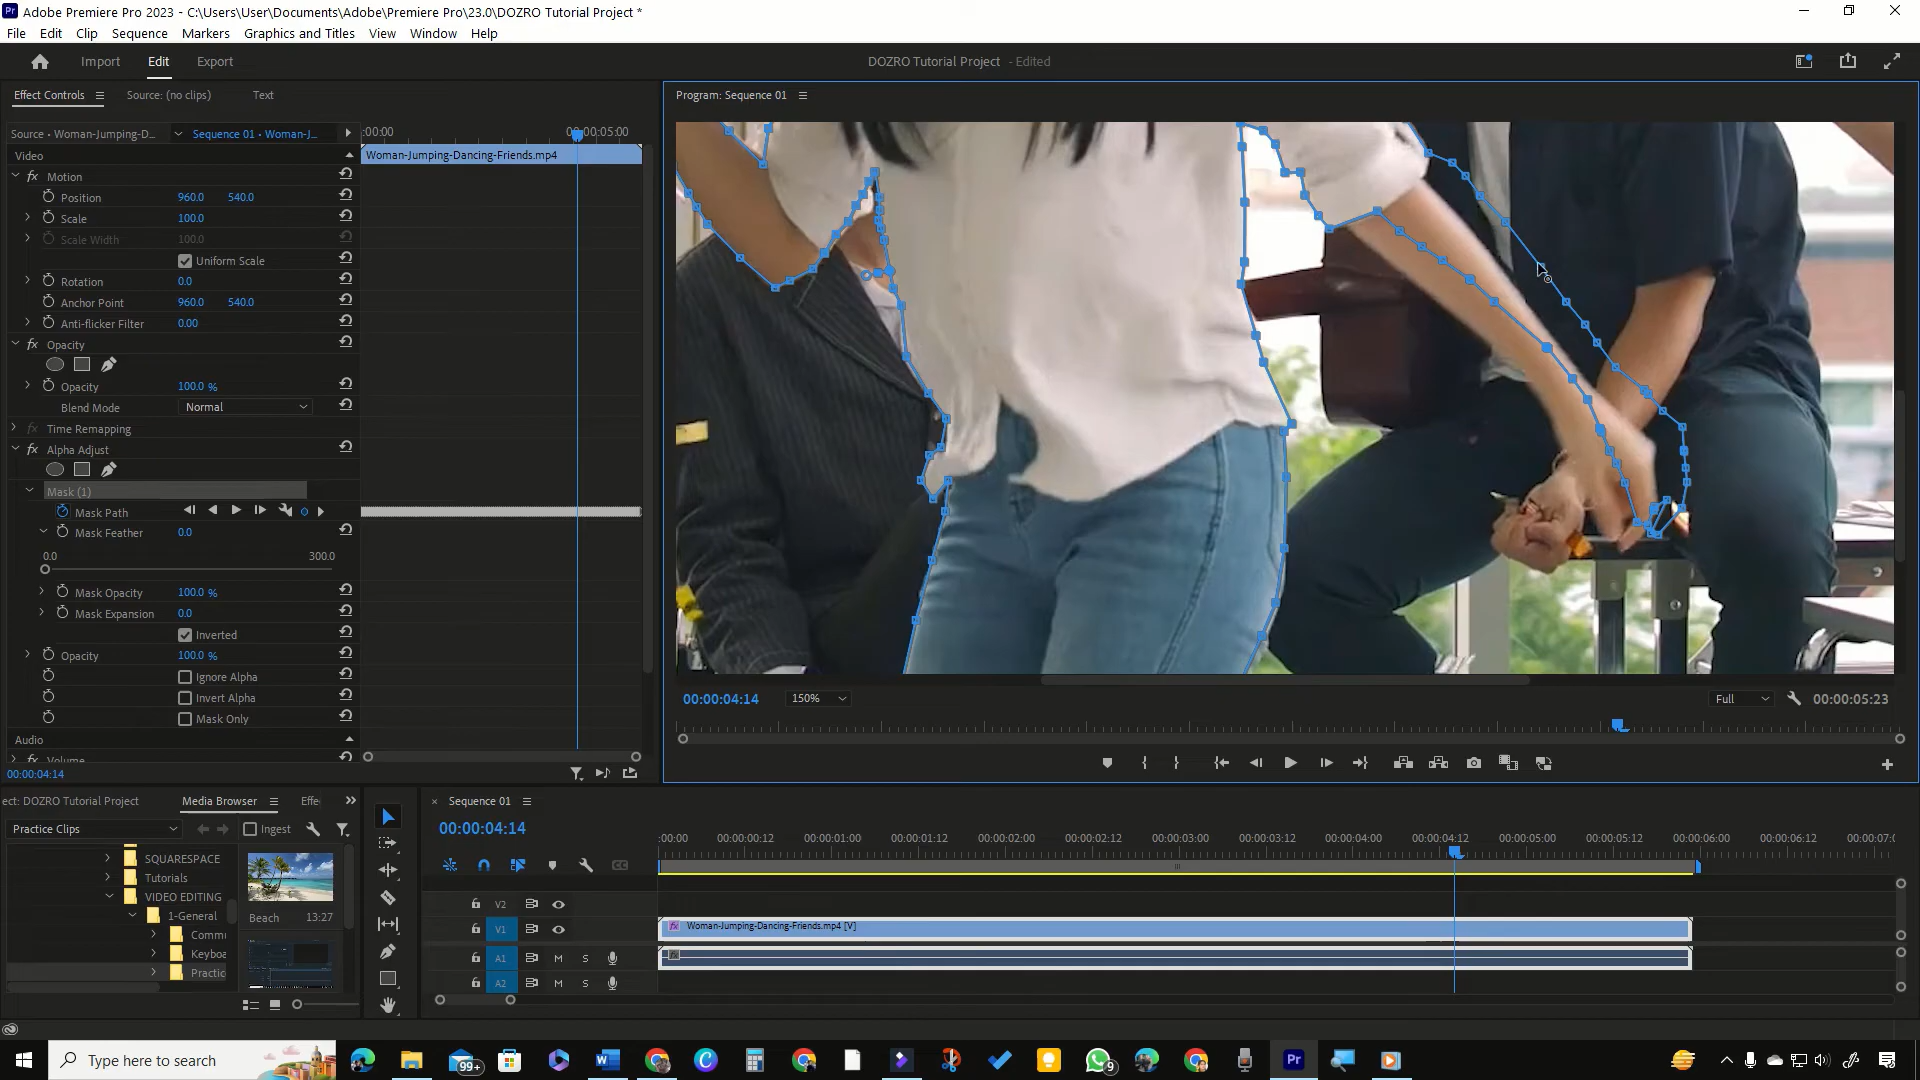 Adobe Premiere Pro 2023 - C:\Users\User\Documents\Adobe\Premiere Pro\23.0\DOZRO Tutorial Project *
File Edit Clip Sequence Markers Graphics and Titles View Window Help
Import Edit Export
DOZRO Tutorial Project - Edited
Effect Controls Source: (no clips) Text
Program: Sequence 01
Source • Woman-Jumping-D... Sequence 01 • Woman-J...
:00:00 00:00:05:00
Video
Woman-Jumping-Dancing-Friends.mp4
fx Motion
Position 960.0 540.0
Scale 100.0
Scale Width 100.0
Uniform Scale
Rotation 0.0
Anchor Point 960.0 540.0
Anti-flicker Filter 0.00
fx Opacity
Opacity 100.0 %
Blend Mode Normal
fx Time Remapping
fx Alpha Adjust
Mask (1)
Mask Path
Mask Feather 0.0
0.0 300.0
Mask Opacity 100.0 %
Mask Expansion 0.0
Inverted
Opacity 100.0 %
Ignore Alpha
Invert Alpha
Mask Only
Audio
fx Volume
00:00:04:14
00:00:04:14 150% Full 00:00:05:23
ect: DOZRO Tutorial Project Media Browser Effe
Practice Clips Ingest
SQUARESPACE
Tutorials
VIDEO EDITING
1-General
Comm
Keyboa
Practic
Beach 13:27
Sequence 01
00:00:04:14
:00:00 00:00:00:12 00:00:01:00 00:00:01:12 00:00:02:00 00:00:02:12 00:00:03:00 00:00:03:12 00:00:04:00 00:00:04:12 00:00:05:00 00:00:05:12 00:00:06:00 00:00:06:12 00:00:07:0
V2
V1 fx Woman-Jumping-Dancing-Friends.mp4 [V]
A1 M S
A2 M S
Type here to search
99+
9
Pr